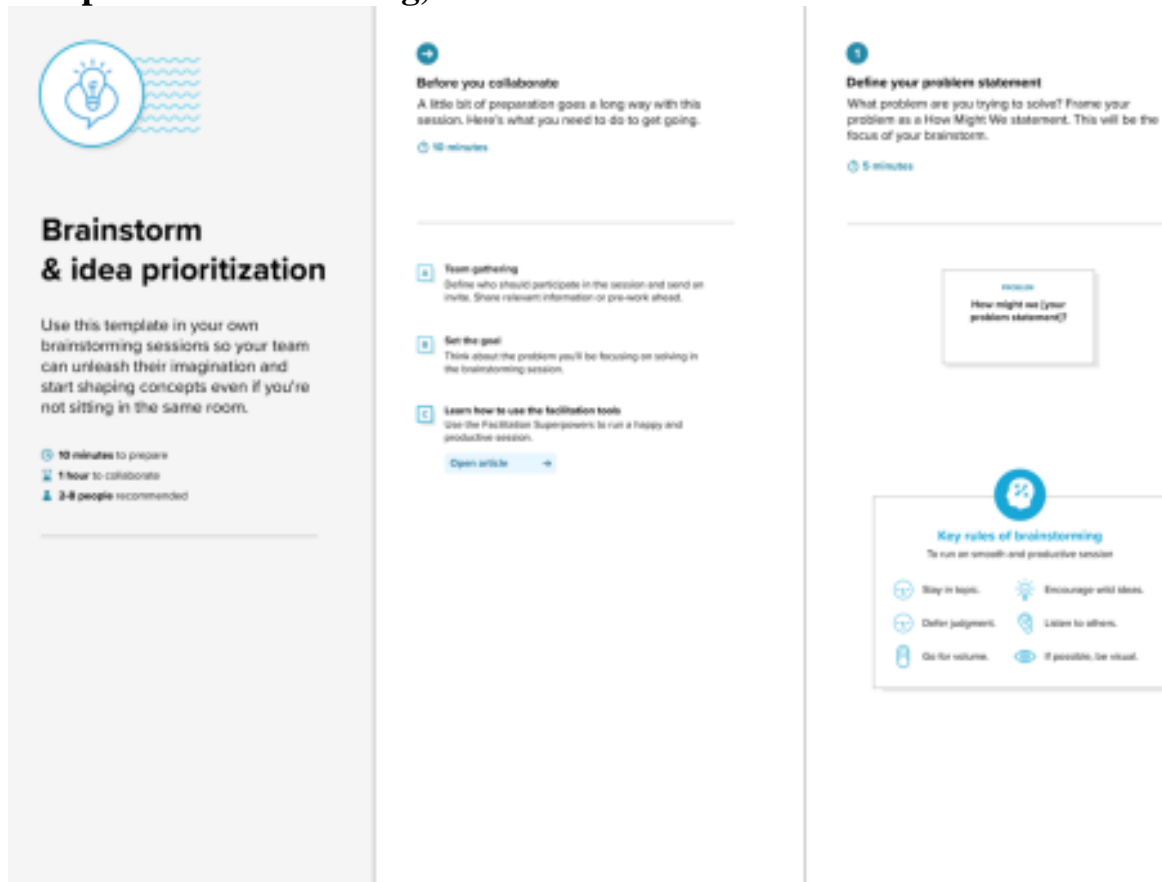 Brainstorm
& idea prioritization
Use this template in your own
brainstorming sessions so your team
can unleash their imagination and
start shaping concepts even if you're
not sitting in the same room.
10 minutes to prepare
1 hour to collaborate
2-8 people recommended
Before you collaborate
A little bit of preparation goes a long way with this
session. Here's what you need to do to get going.
10 minutes
A
Team gathering
Define who should participate in the session and send an
invite. Share relevant information or pre-work ahead.
B
Set the goal
Think about the problem you'll be focusing on solving in
the brainstorming session.
C
Learn how to use the facilitation tools
Use the Facilitation Superpowers to run a happy and
productive session.
Open article
1
Define your problem statement
What problem are you trying to solve? Frame your
problem as a How Might We statement. This will be the
focus of your brainstorm.
5 minutes
PROBLEM
How might we [your
problem statement]?
Key rules of brainstorming
To run an smooth and productive session
Stay in topic.
Encourage wild ideas.
Defer judgment.
Listen to others.
Go for volume.
If possible, be visual.